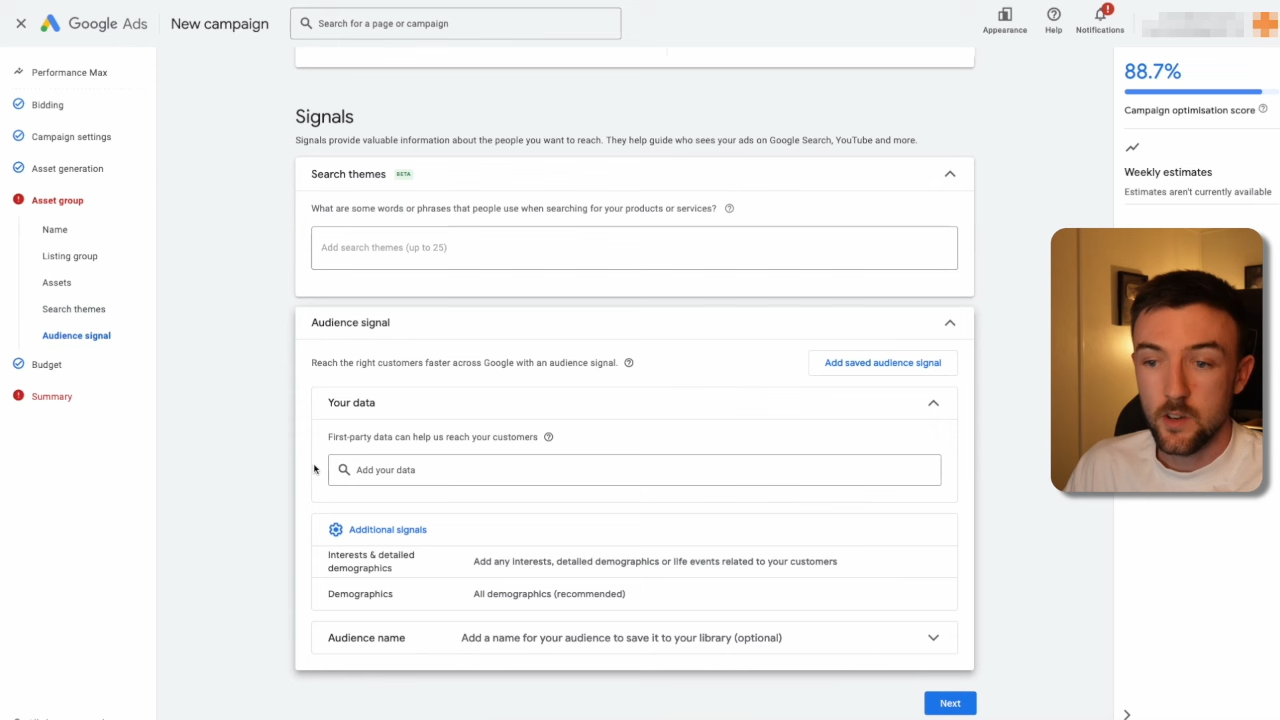 Google Ads
New campaign
Search for a page or campaign
Appearance
Help
Notifications
Performance Max
Bidding
Campaign settings
Asset generation
Asset group
Name
Listing group
Assets
Search themes
Audience signal
Budget
Summary
Signals
Signals provide valuable information about the people you want to reach. They help guide who sees your ads on Google Search, YouTube and more.
Search themes BETA
What are some words or phrases that people use when searching for your products or services?
Add search themes (up to 25)
Audience signal
Reach the right customers faster across Google with an audience signal.
Add saved audience signal
Your data
First-party data can help us reach your customers
Add your data
Additional signals
Interests & detailed
demographics
Add any interests, detailed demographics or life events related to your customers
Demographics
All demographics (recommended)
Audience name
Add a name for your audience to save it to your library (optional)
Next
88.7%
Campaign optimisation score
Weekly estimates
Estimates aren't currently available